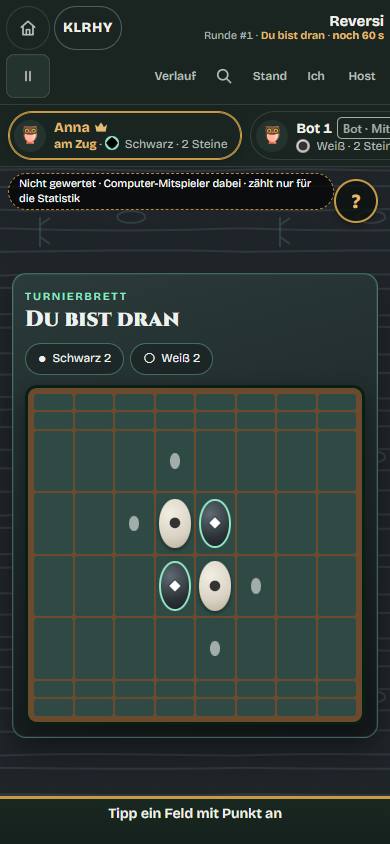 KLRHY
Reversi
Runde #1 · Du bist dran · noch 60 s
Verlauf
Stand
Ich
Host
Anna
am Zug · Schwarz · 2 Steine
Bot 1
Bot · Mit
Weiß · 2 Stein
Nicht gewertet · Computer-Mitspieler dabei · zählt nur für
die Statistik
?
TURNIERBRETT
DU BIST DRAN
Schwarz 2
Weiß 2
Tipp ein Feld mit Punkt an